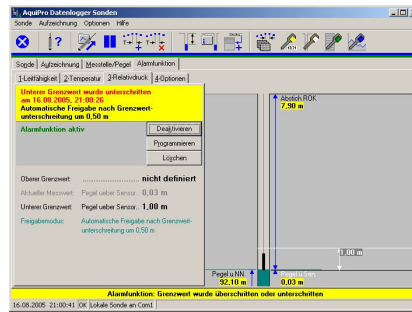 AquiPro Datenlogger Sonden
Sonde Aufzeichnung Optionen Hilfe
Sonde Aufzeichnung Messstelle/Pegel Alarmfunktion
1-Leitfähigkeit 2-Temperatur 3-Relativdruck 4-Optionen
Unterer Grenzwert wurde unterschritten
am 16.08.2005, 21:00:26
Automatische Freigabe nach Grenzwert-
unterschreitung um 0,50 m
Alarmfunktion aktiv
Deaktivieren
Programmieren
Löschen
Oberer Grenzwert: ........................ nicht definiert
Aktueller Messwert: Pegel ueber Sensor.. 0,03 m
Unterer Grenzwert: Pegel ueber Sensor.. 1,00 m
Freigabemodus: Automatische Freigabe nach Grenzwert-
unterschreitung um 0,50 m
Abstich ROK
7,90 m
1,00 m
Pegel u.NN.
92,10 m
Pegel u.Sen.
0,03 m
Alarmfunktion: Grenzwert wurde überschritten oder unterschritten
16.08.2005 21:00:41 OK Lokale Sonde an Com1